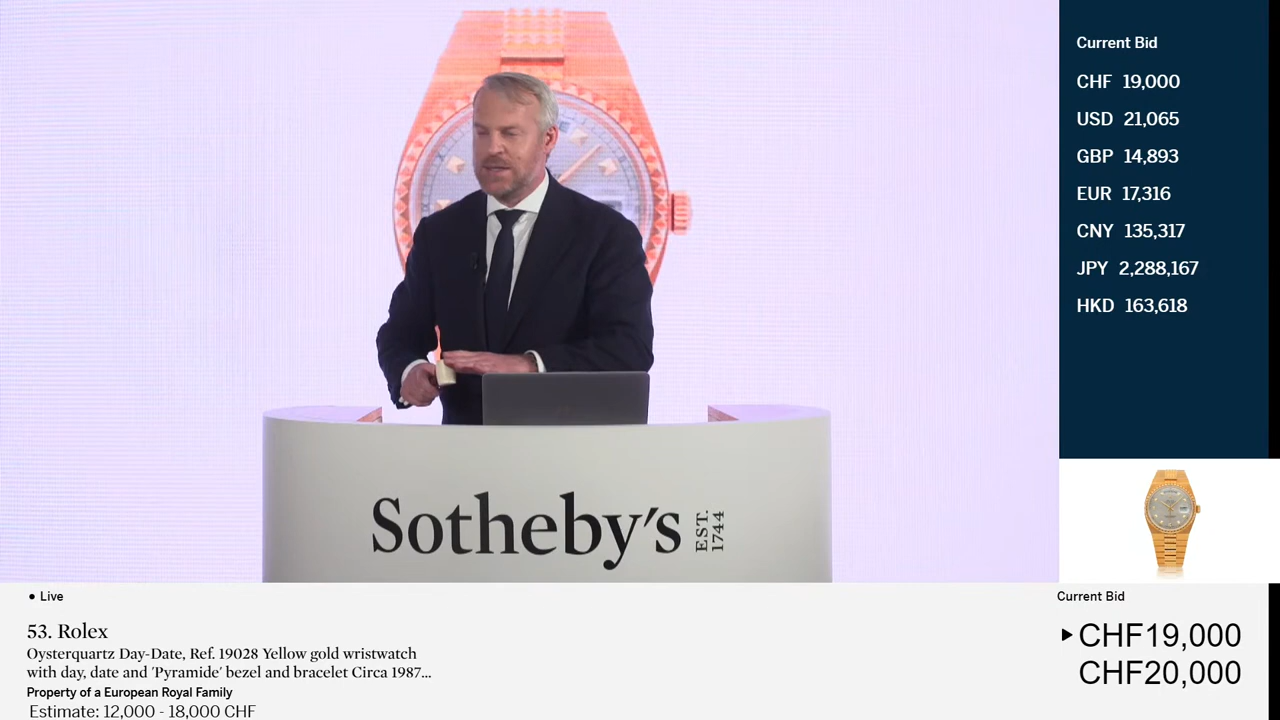 Current Bid
CHF 19,000
USD 21,065
GBP 14,893
EUR 17,316
CNY 135,317
JPY 2,288,167
HKD 163,618
Sotheby's
EST.
1744
• Live
53. Rolex
Oysterquartz Day-Date, Ref. 19028 Yellow gold wristwatch
with day, date and 'Pyramide' bezel and bracelet Circa 1987...
Property of a European Royal Family
Estimate: 12,000 - 18,000 CHF
Current Bid
CHF19,000
CHF20,000